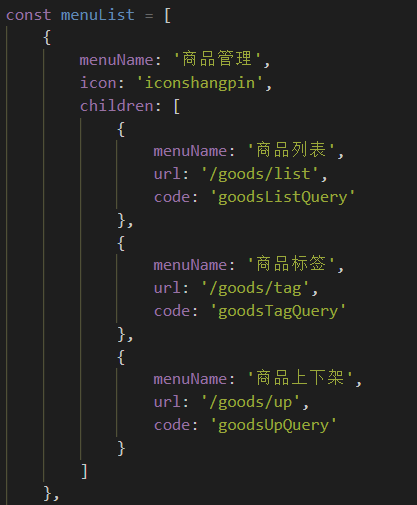 const menuList = [
    {
        menuName: '商品管理',
        icon: 'iconshangpin',
        children: [
            {
                menuName: '商品列表',
                url: '/goods/list',
                code: 'goodsListQuery'
            },
            {
                menuName: '商品标签',
                url: '/goods/tag',
                code: 'goodsTagQuery'
            },
            {
                menuName: '商品上下架',
                url: '/goods/up',
                code: 'goodsUpQuery'
            }
        ]
    },